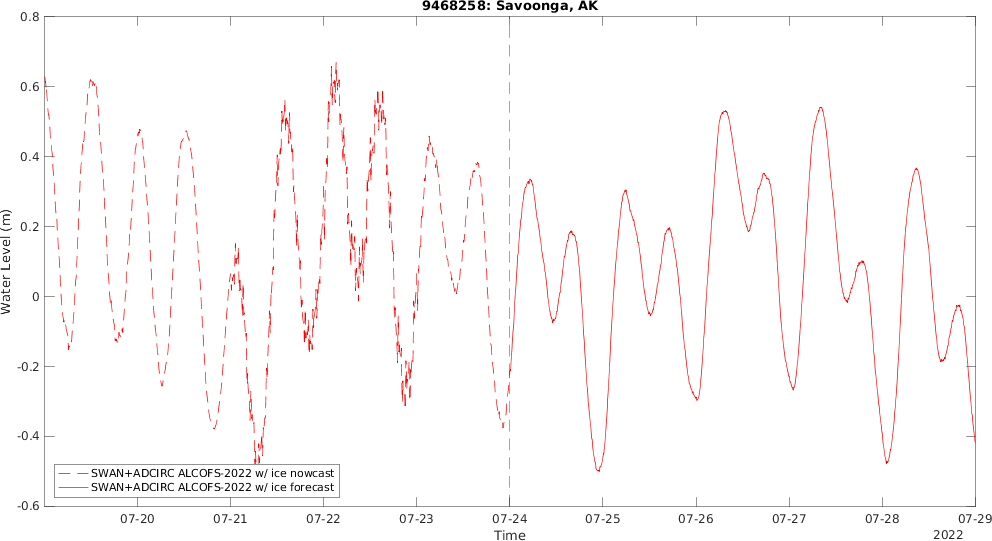 9468258: Savoonga, AK
0.8
0.6
0.4
0.2
0
-0.2
-0.4
-0.6
Water Level (m)
SWAN+ADCIRC ALCOFS-2022 w/ ice nowcast
SWAN+ADCIRC ALCOFS-2022 w/ ice forecast
07-20 07-21 07-22 07-23 07-24 07-25 07-26 07-27 07-28 07-29
Time
2022